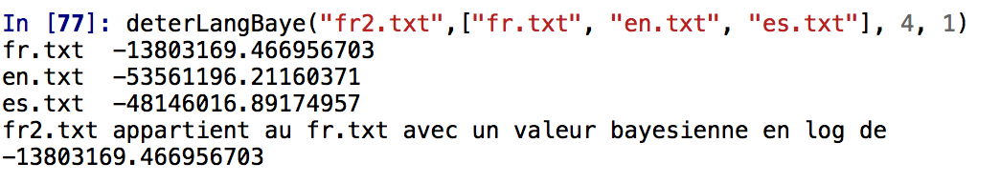 In [77]: deterLangBaye("fr2.txt",["fr.txt", "en.txt", "es.txt"], 4, 1)
fr.txt  -13803169.466956703
en.txt  -53561196.21160371
es.txt  -48146016.89174957
fr2.txt appartient au fr.txt avec un valeur bayesienne en log de
-13803169.466956703